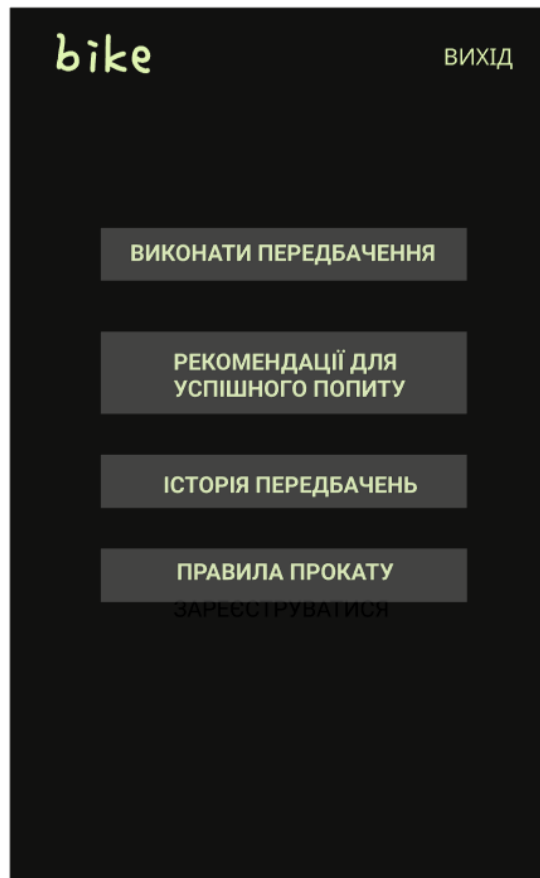 bike
ВИХІД
ВИКОНАТИ ПЕРЕДБАЧЕННЯ
РЕКОМЕНДАЦІЇ ДЛЯ
УСПІШНОГО ПОПИТУ
ІСТОРІЯ ПЕРЕДБАЧЕНЬ
ПРАВИЛА ПРОКАТУ
ЗАРЕЄСТРУВАТИСЯ